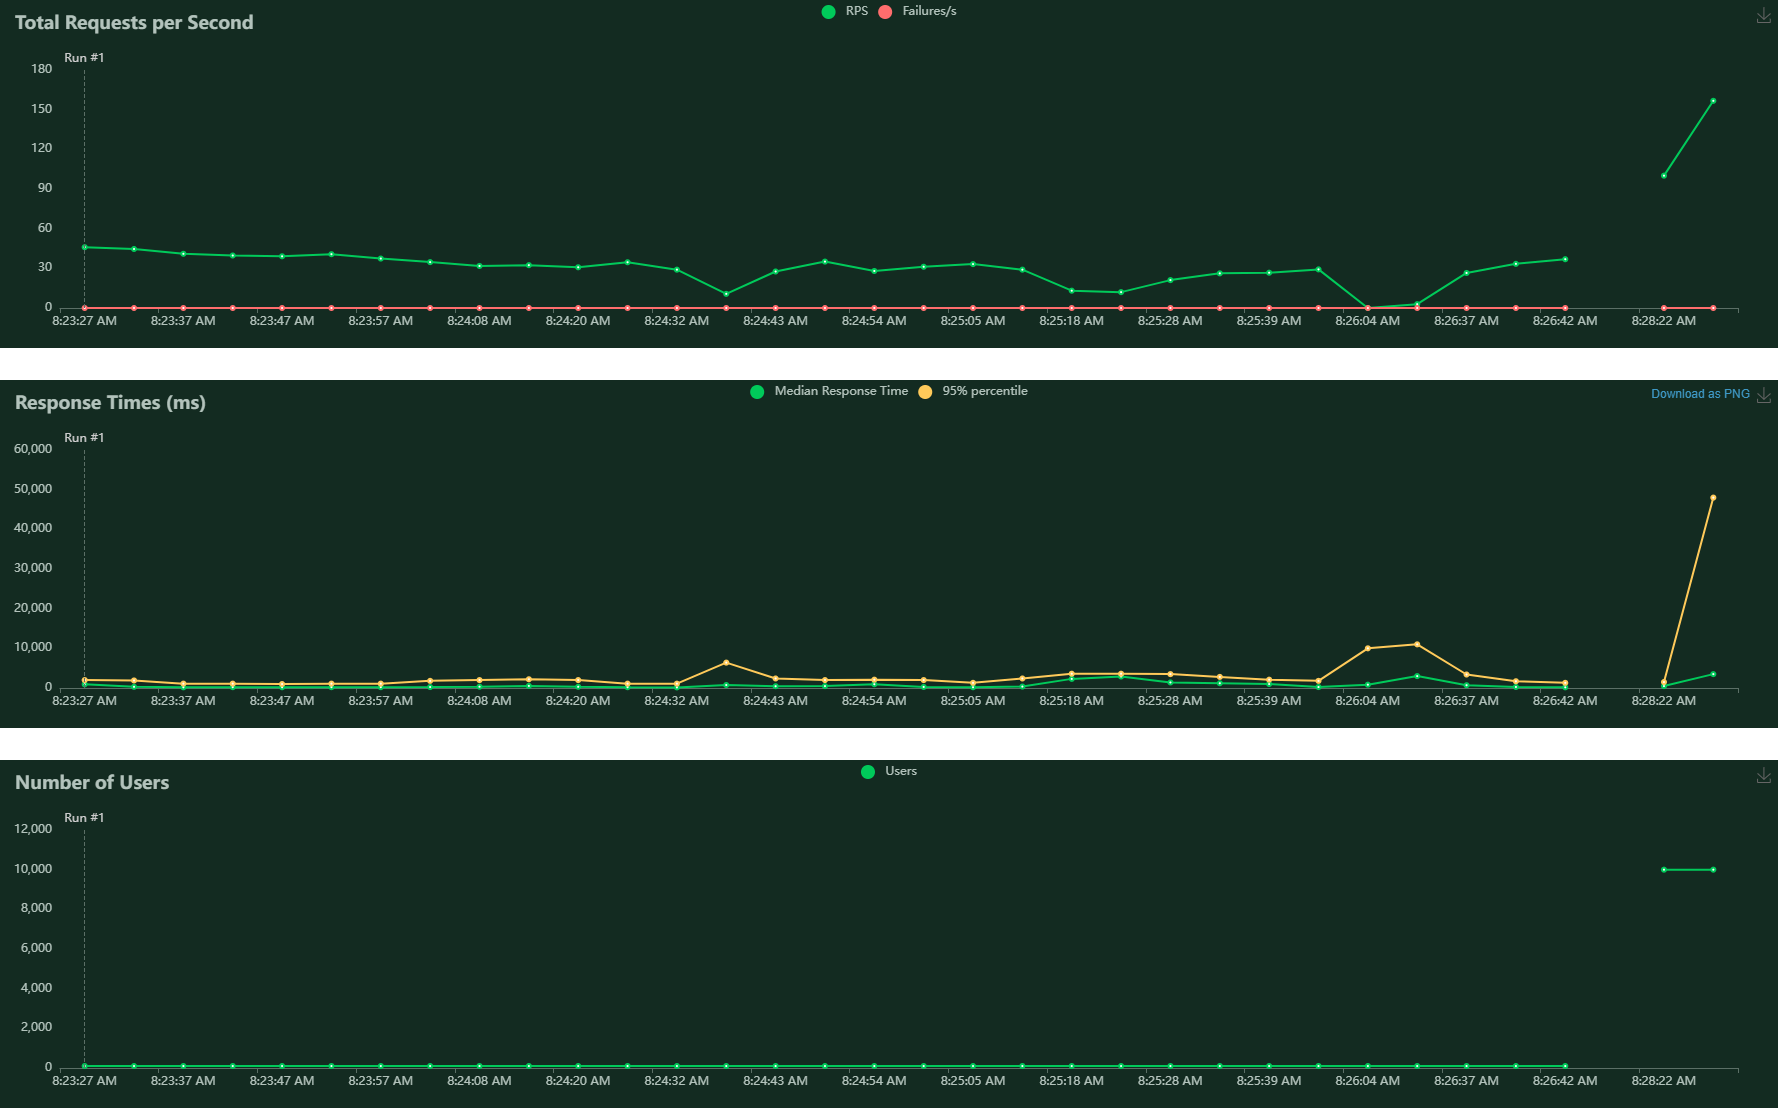 Total Requests per Second
RPS Failures/s
Run #1
180
150
120
90
60
30
0
8:23:27 AM 8:23:37 AM 8:23:47 AM 8:23:57 AM 8:24:08 AM 8:24:20 AM 8:24:32 AM 8:24:43 AM 8:24:54 AM 8:25:05 AM 8:25:18 AM 8:25:28 AM 8:25:39 AM 8:26:04 AM 8:26:37 AM 8:26:42 AM 8:28:22 AM
Response Times (ms)
Median Response Time 95% percentile
Download as PNG
Run #1
60,000
50,000
40,000
30,000
20,000
10,000
0
8:23:27 AM 8:23:37 AM 8:23:47 AM 8:23:57 AM 8:24:08 AM 8:24:20 AM 8:24:32 AM 8:24:43 AM 8:24:54 AM 8:25:05 AM 8:25:18 AM 8:25:28 AM 8:25:39 AM 8:26:04 AM 8:26:37 AM 8:26:42 AM 8:28:22 AM
Number of Users
Users
Run #1
12,000
10,000
8,000
6,000
4,000
2,000
0
8:23:27 AM 8:23:37 AM 8:23:47 AM 8:23:57 AM 8:24:08 AM 8:24:20 AM 8:24:32 AM 8:24:43 AM 8:24:54 AM 8:25:05 AM 8:25:18 AM 8:25:28 AM 8:25:39 AM 8:26:04 AM 8:26:37 AM 8:26:42 AM 8:28:22 AM